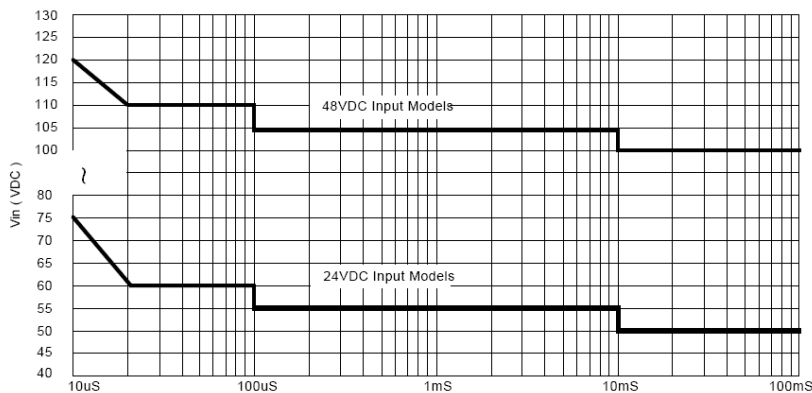 130
125
120
115
110
105
100
80
75
70
65
60
55
50
45
40
Vin ( VDC )
48VDC Input Models
24VDC Input Models
10uS
100uS
1mS
10mS
100mS